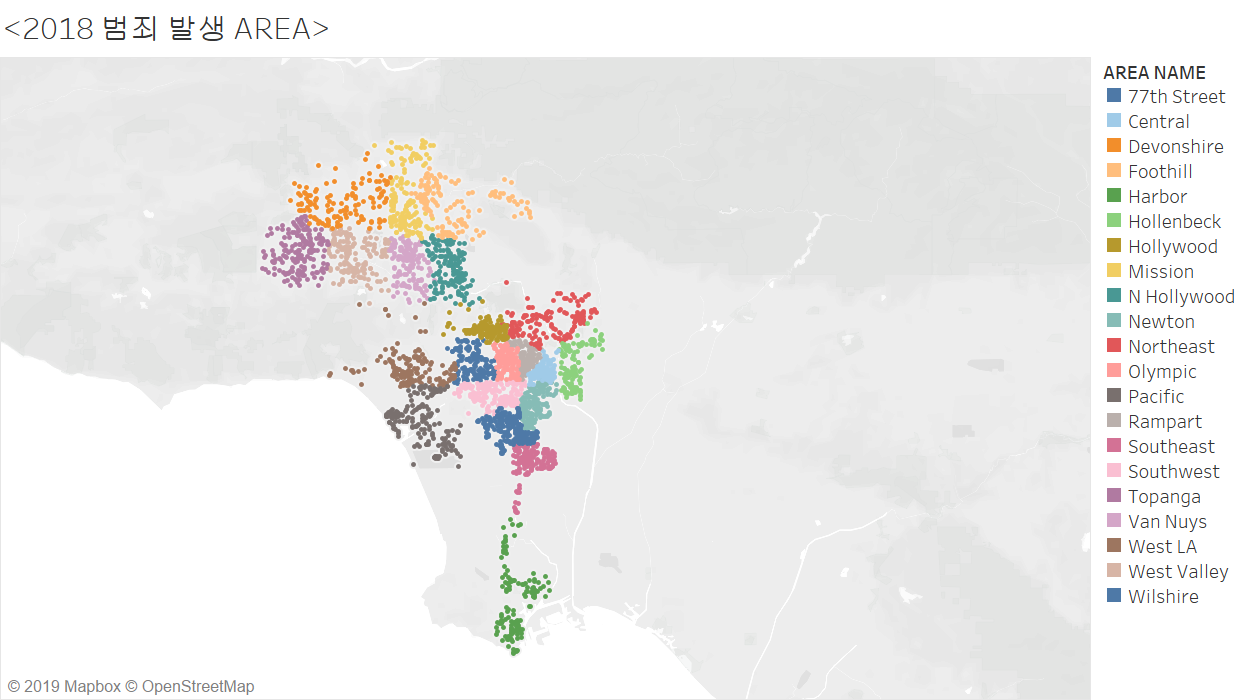 <2018 범죄 발생 AREA>
AREA NAME
77th Street
Central
Devonshire
Foothill
Harbor
Hollenbeck
Hollywood
Mission
N Hollywood
Newton
Northeast
Olympic
Pacific
Rampart
Southeast
Southwest
Topanga
Van Nuys
West LA
West Valley
Wilshire
© 2019 Mapbox © OpenStreetMap